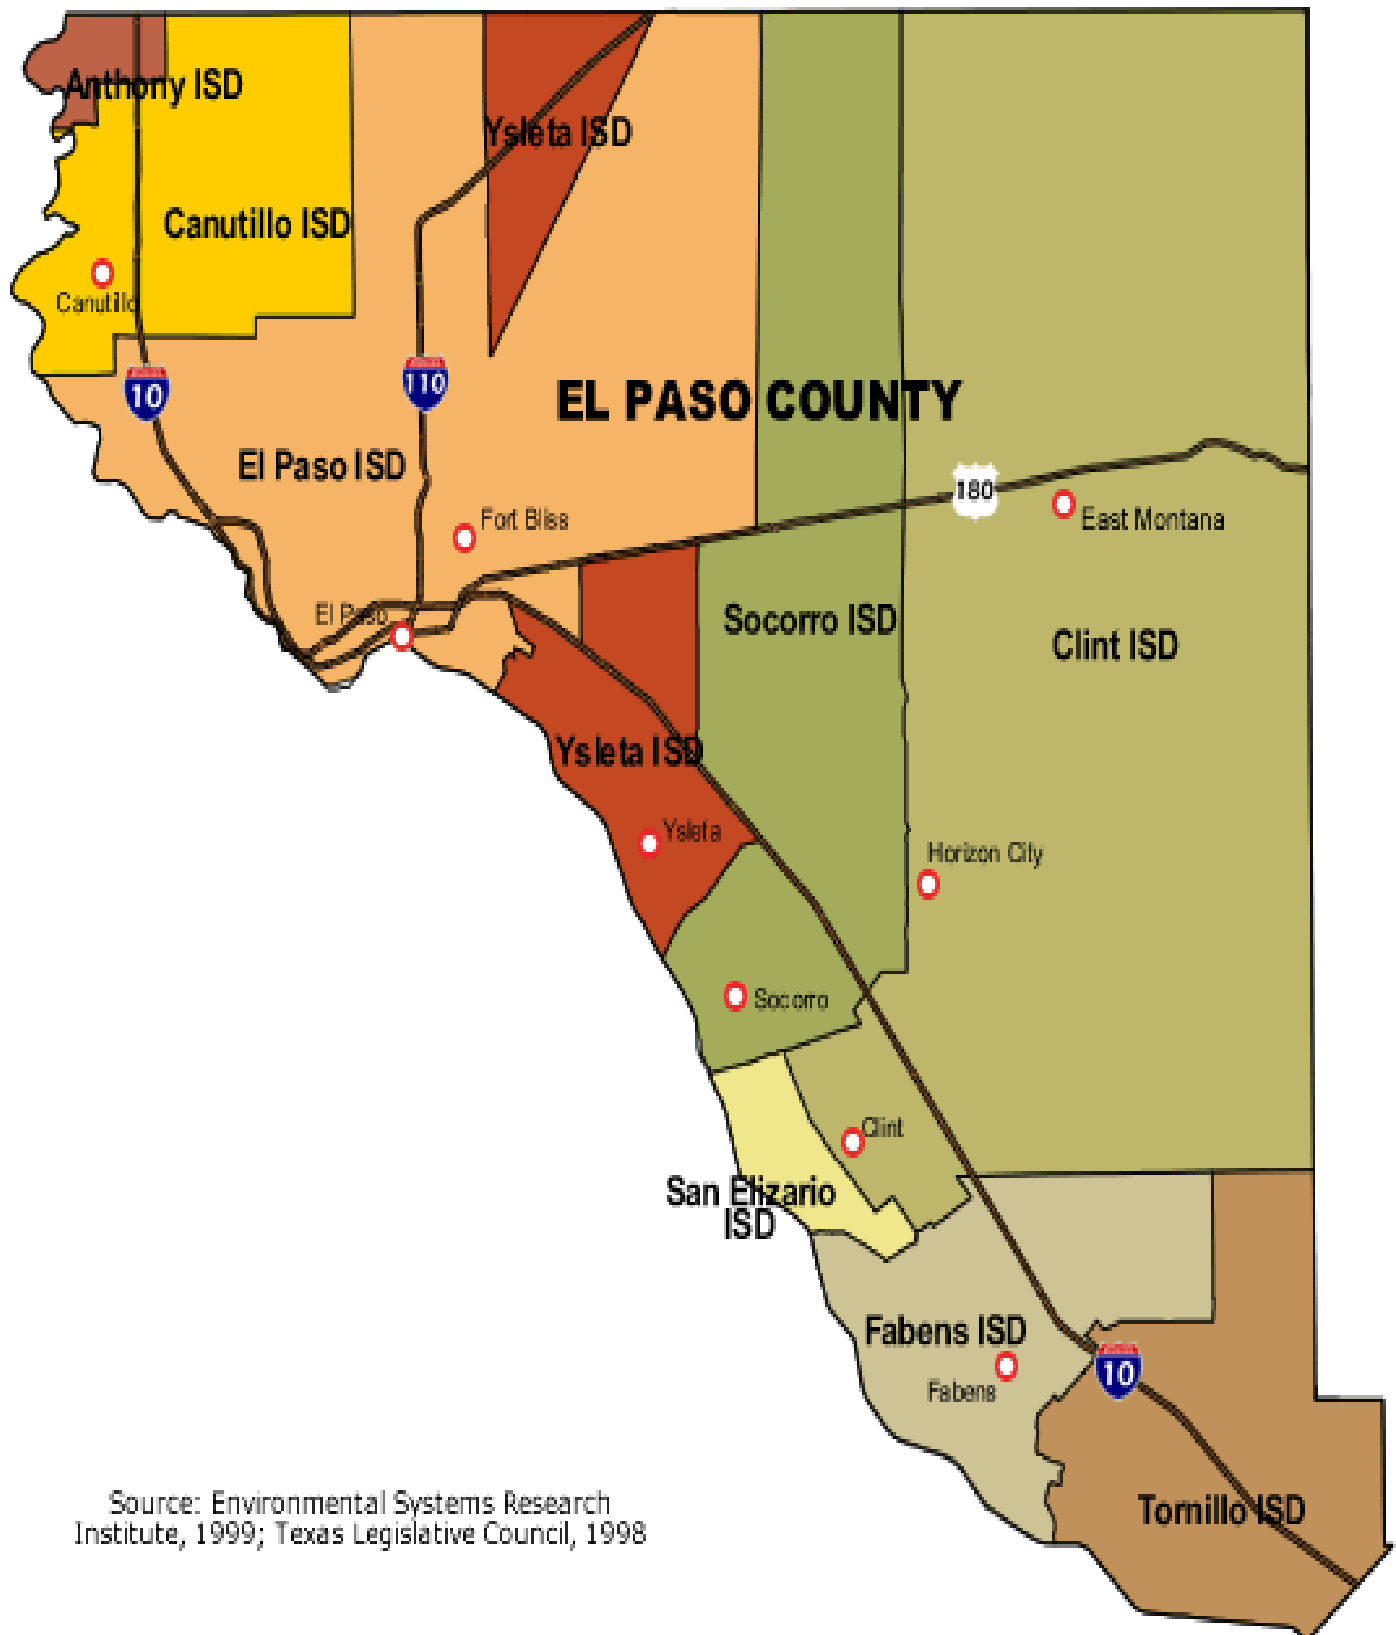 Anthony ISD
Ysleta ISD
Canutillo ISD
Canutillo
10
110
EL PASO COUNTY
El Paso ISD
180
Fort Bliss
East Montana
El Paso
Socorro ISD
Clint ISD
Ysleta ISD
Ysleta
Horizon City
Socorro
Clint
San Elizario
ISD
Fabens ISD
10
Fabens
Tornillo ISD
Source: Environmental Systems Research
Institute, 1999; Texas Legislative Council, 1998